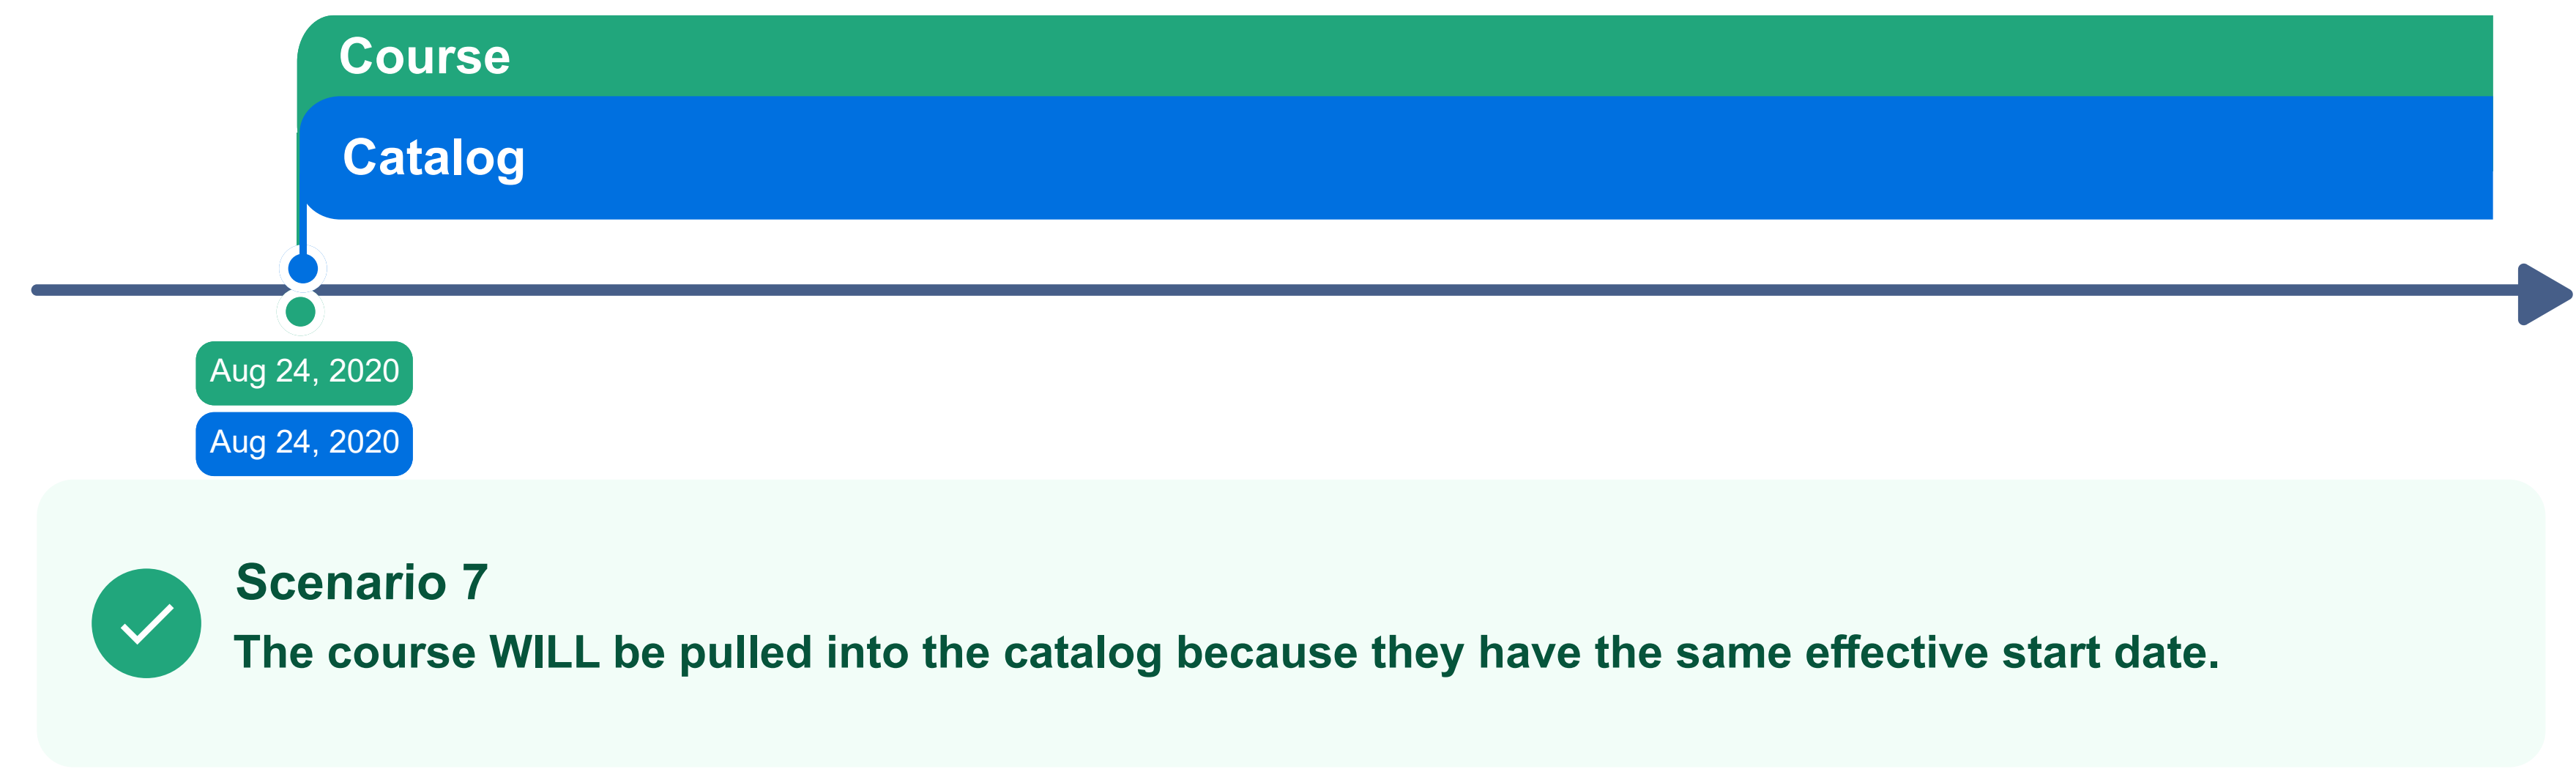 Course
Catalog
Aug 24, 2020
Aug 24, 2020
Scenario 7
The course WILL be pulled into the catalog because they have the same effective start date.